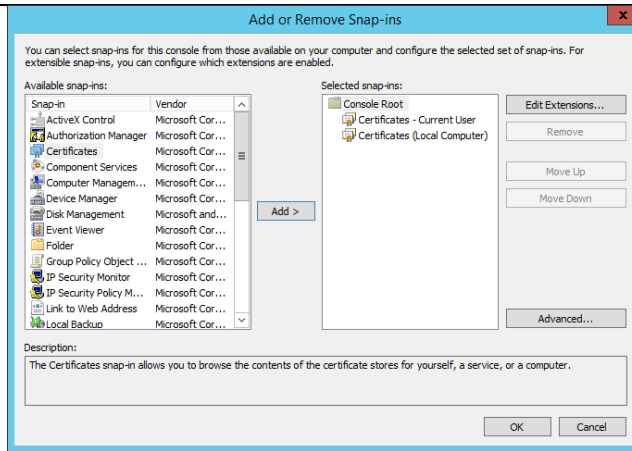 Add or Remove Snap-ins
x
You can select snap-ins for this console from those available on your computer and configure the selected set of snap-ins. For
extensible snap-ins, you can configure which extensions are enabled.
Available snap-ins:
Snap-in Vendor
ActiveX Control Microsoft Cor...
Authorization Manager Microsoft Cor...
Certificates Microsoft Cor...
Component Services Microsoft Cor...
Computer Managem... Microsoft Cor...
Device Manager Microsoft Cor...
Disk Management Microsoft and...
Event Viewer Microsoft Cor...
Folder Microsoft Cor...
Group Policy Object ... Microsoft Cor...
IP Security Monitor Microsoft Cor...
IP Security Policy M... Microsoft Cor...
Link to Web Address Microsoft Cor...
Local Backup Microsoft Cor...
Add >
Selected snap-ins:
Console Root
Certificates - Current User
Certificates (Local Computer)
Edit Extensions...
Remove
Move Up
Move Down
Advanced...
Description:
The Certificates snap-in allows you to browse the contents of the certificate stores for yourself, a service, or a computer.
OK Cancel